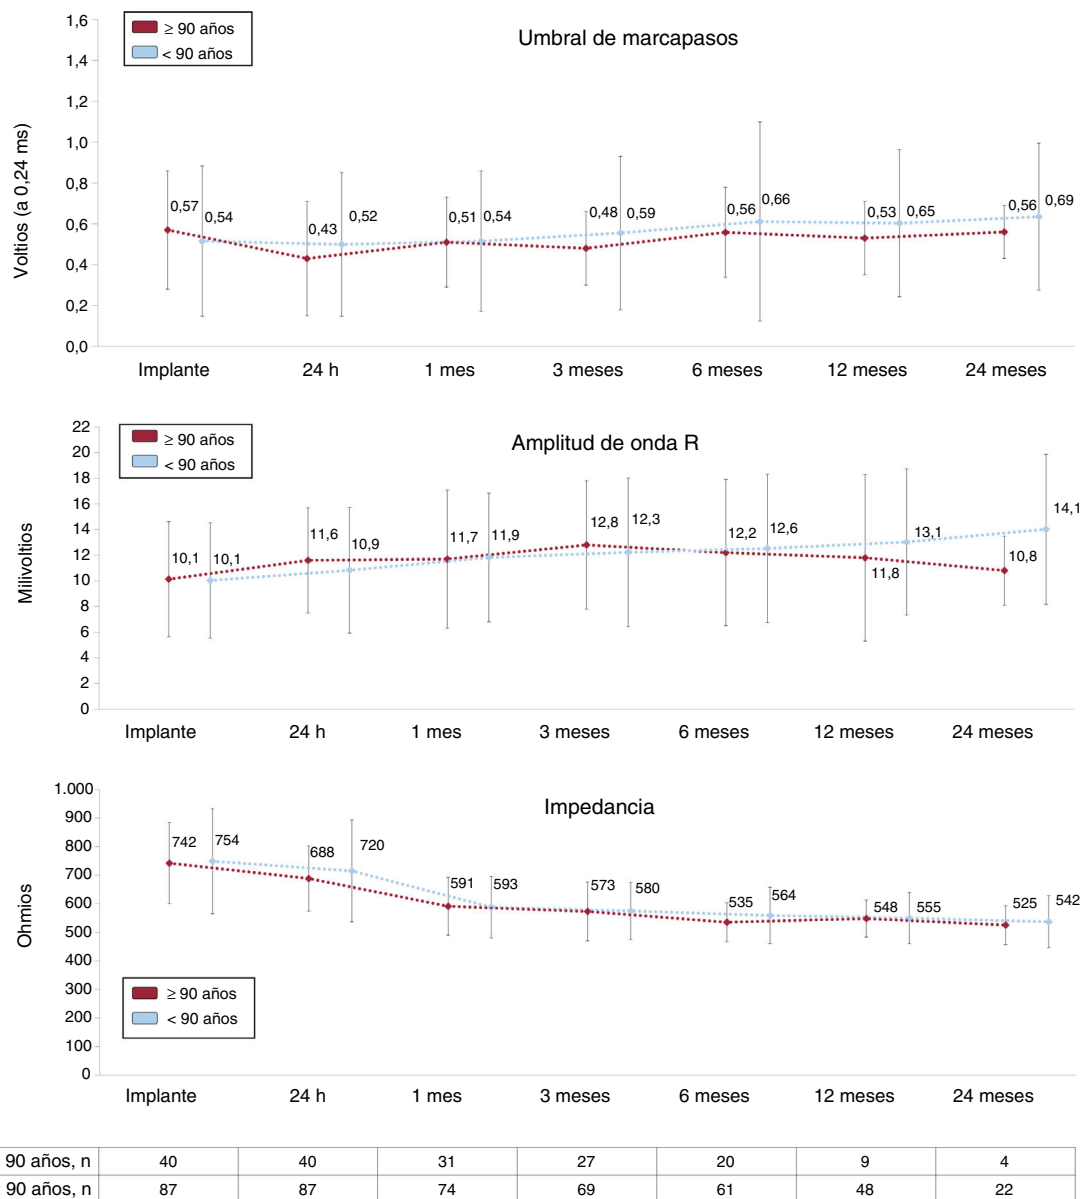 Umbral de marcapasos
≥ 90 años
< 90 años
Voltios (a 0,24 ms)
1,6
1,4
1,2
1,0
0,8
0,6
0,4
0,2
0,0
0,57 0,54 0,43 0,52 0,51 0,54 0,48 0,59 0,56 0,66 0,53 0,65 0,56 0,69
Implante 24 h 1 mes 3 meses 6 meses 12 meses 24 meses
Amplitud de onda R
≥ 90 años
< 90 años
Milivoltios
22
20
18
16
14
12
10
8
6
4
2
0
10,1 10,1 11,6 10,9 11,7 11,9 12,8 12,3 12,2 12,6 11,8 13,1 10,8 14,1
Implante 24 h 1 mes 3 meses 6 meses 12 meses 24 meses
Impedancia
Ohmios
1.000
900
800
700
600
500
400
300
200
100
0
742 754 688 720 591 593 573 580 535 564 548 555 525 542
≥ 90 años
< 90 años
Implante 24 h 1 mes 3 meses 6 meses 12 meses 24 meses
90 años, n 40 40 31 27 20 9 4
90 años, n 87 87 74 69 61 48 22